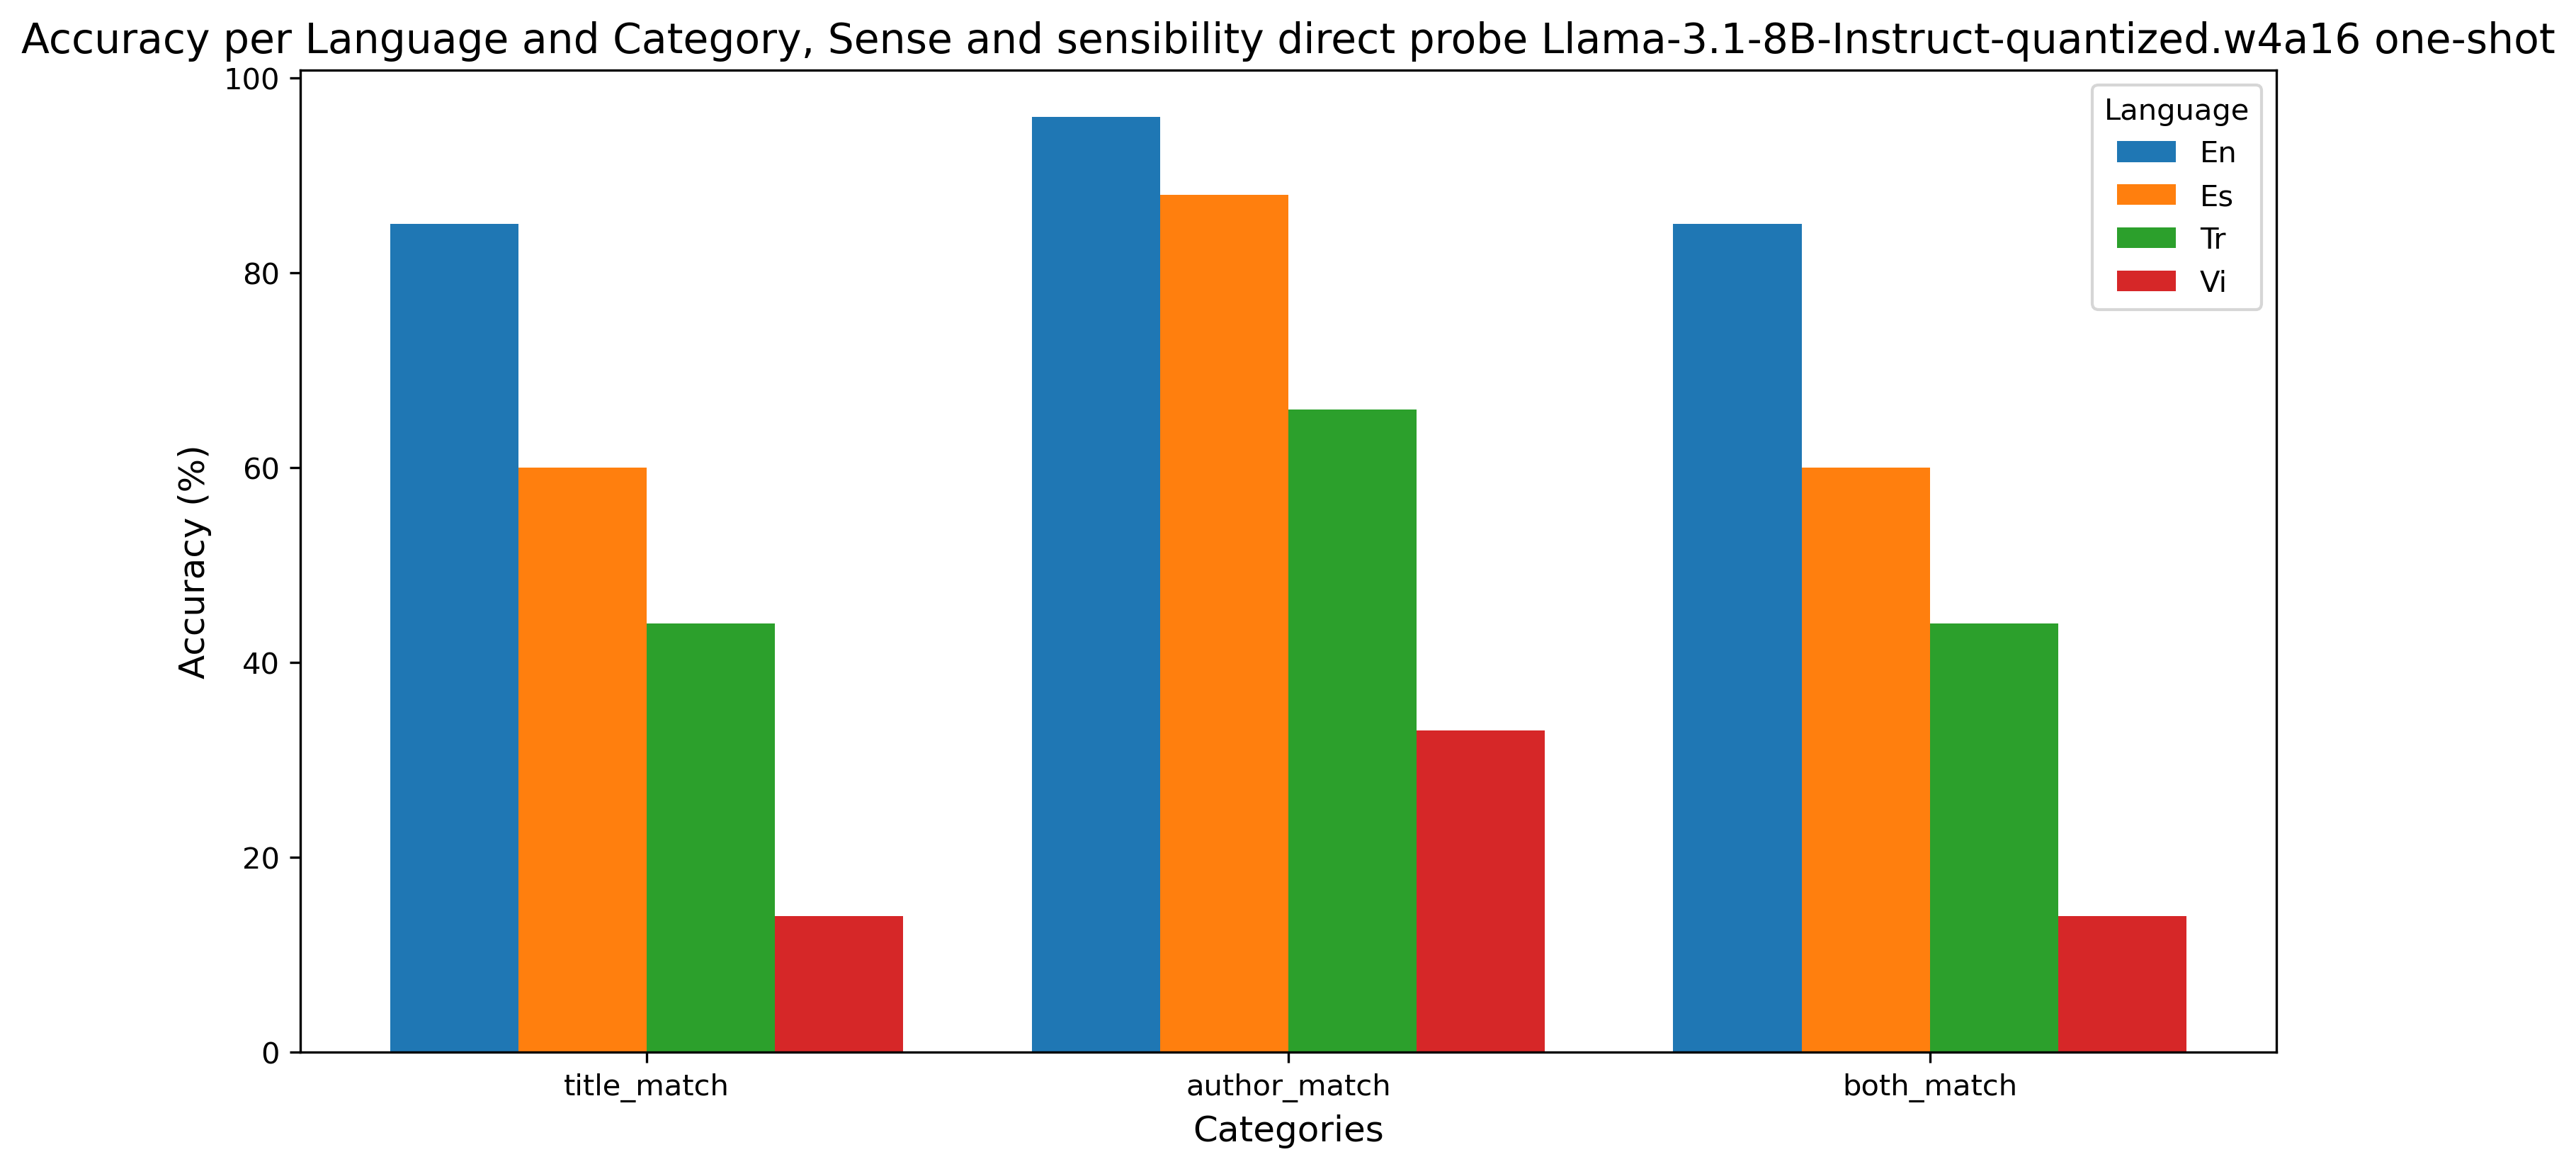 Accuracy per Language and Category, Sense and sensibility direct probe Llama-3.1-8B-Instruct-quantized.w4a16 one-shot
Language
En
Es
Tr
Vi
Accuracy (%)
100
80
60
40
20
0
title_match
author_match
both_match
Categories